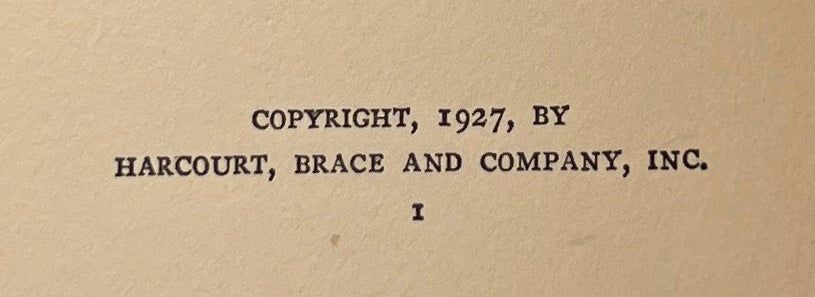 COPYRIGHT, 1927, BY
HARCOURT, BRACE AND COMPANY, INC.
I